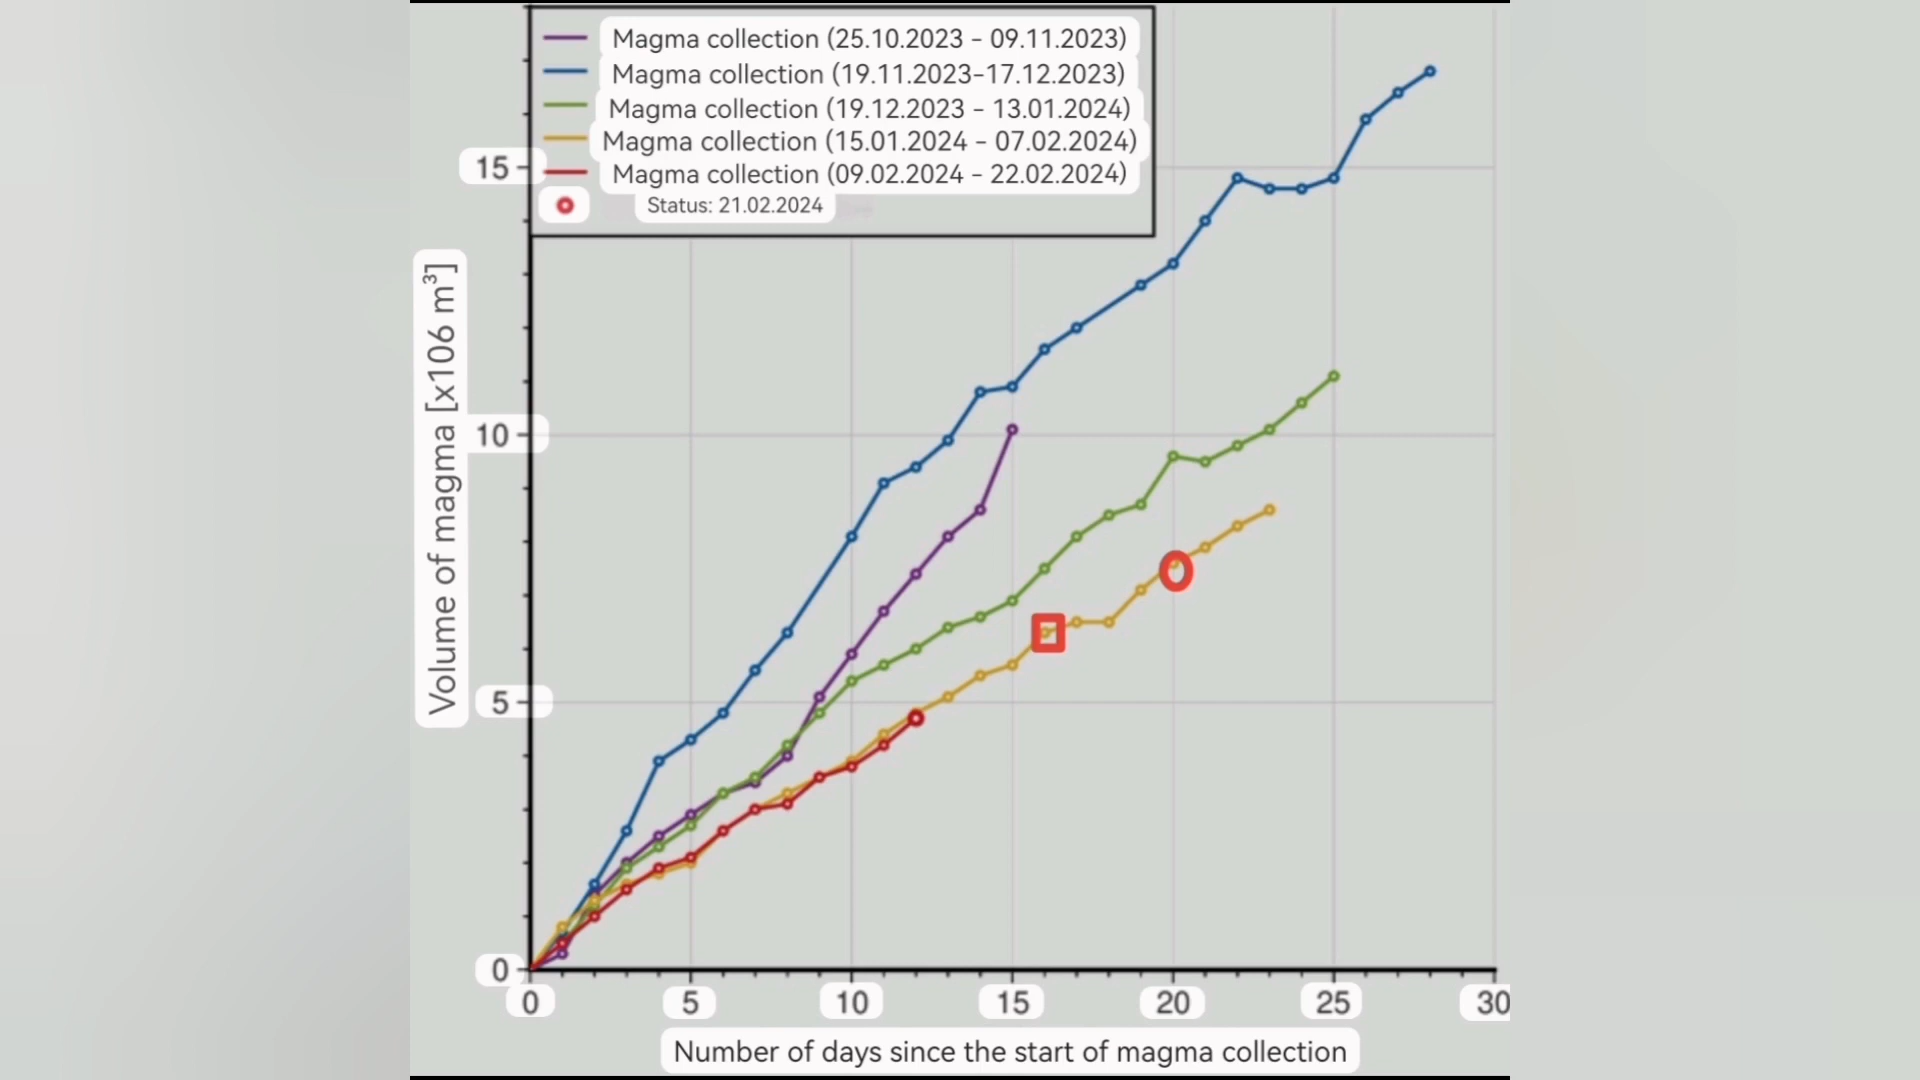 Magma collection (25.10.2023 - 09.11.2023)
Magma collection (19.11.2023-17.12.2023)
Magma collection (19.12.2023 - 13.01.2024)
Magma collection (15.01.2024 - 07.02.2024)
Magma collection (09.02.2024 - 22.02.2024)
Status: 21.02.2024
Volume of magma [x106 m³]
15
10
5
0
0 5 10 15 20 25 30
Number of days since the start of magma collection